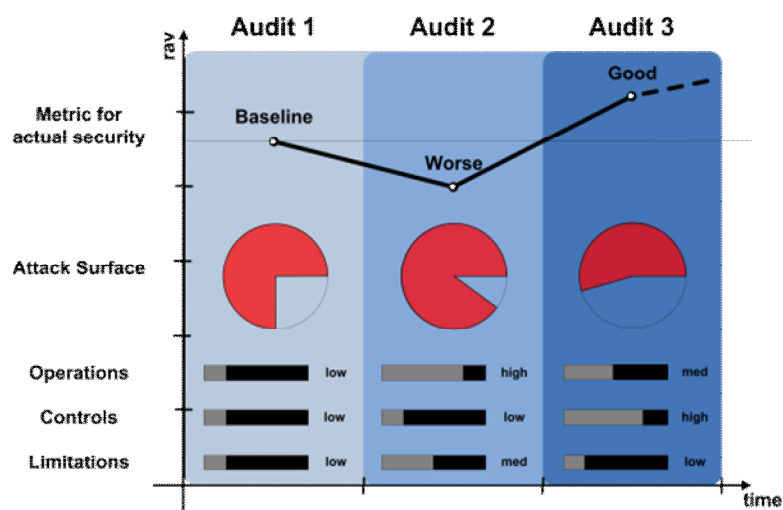 Audit 1 Audit 2 Audit 3
rav
Good
Metric for
actual security
Baseline
Worse
Attack Surface
Operations low high med
Controls low low high
Limitations low med low
time